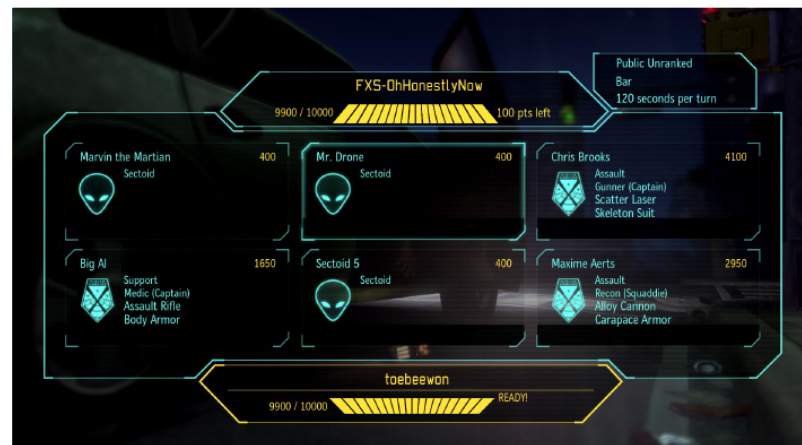 Public Unranked
Bar
120 seconds per turn
FXS-OhHonestlyNow
9900 / 10000 100 pts left
Marvin the Martian 400
Sectoid
Mr. Drone 400
Sectoid
Chris Brooks 4100
Assault
Gunner (Captain)
Scatter Laser
Skeleton Suit
Big Al 1650
Support
Medic (Captain)
Assault Rifle
Body Armor
Sectoid 5 400
Sectoid
Maxime Aerts 2950
Assault
Recon (Squaddie)
Alloy Cannon
Carapace Armor
toebeewon
9900 / 10000 READY!